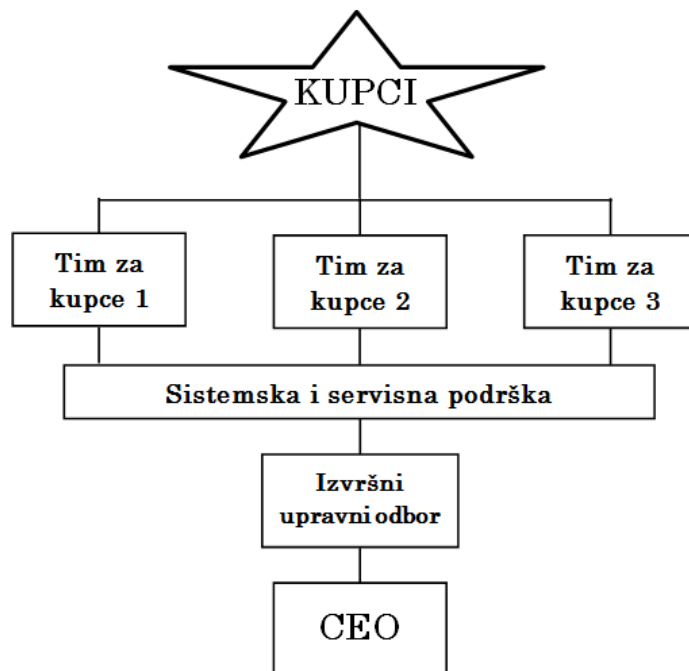 KUPCI
Tim za
kupce 1
Tim za
kupce 2
Tim za
kupce 3
Sistemska i servisna podrška
Izvršni
upravni odbor
CEO